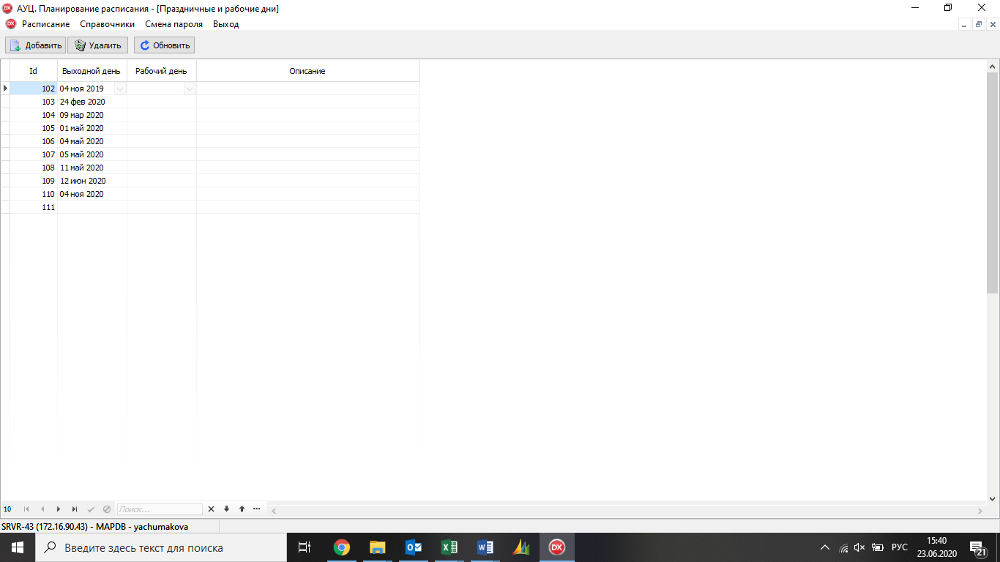 АУЦ. Планирование расписания - [Праздничные и рабочие дни]
Расписание Справочники Смена пароля Выход
Добавить Удалить Обновить
Id Выходной день Рабочий день Описание
102 04 ноя 2019
103 24 фев 2020
104 09 мар 2020
105 01 май 2020
106 04 май 2020
107 05 май 2020
108 11 май 2020
109 12 июн 2020
110 04 ноя 2020
111
10 Поиск...
SRVR-43 (172.16.90.43) - MAPDB - yachumakova
Введите здесь текст для поиска
DX
РУС
15:40
23.06.2020
21